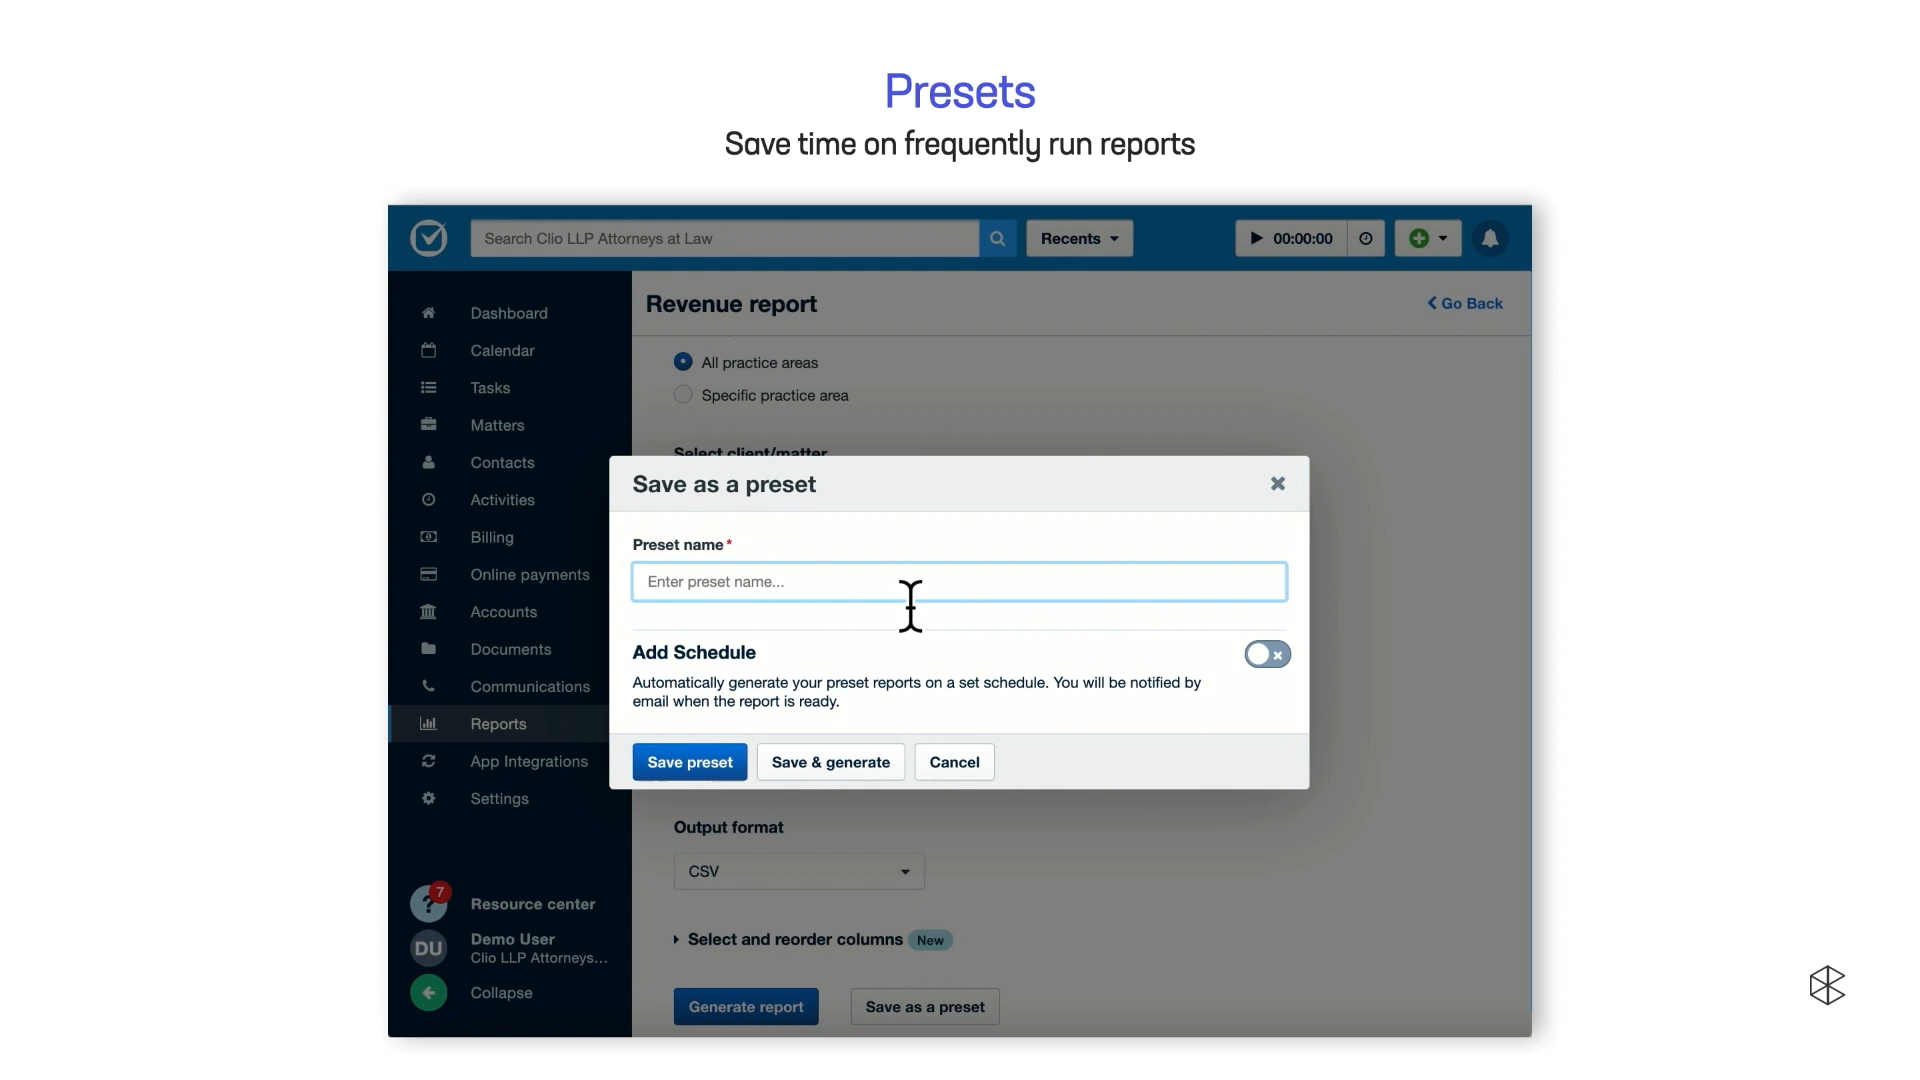 Presets
Save time on frequently run reports
Search Clio LLP Attorneys at Law
Recents
00:00:00
Dashboard
Calendar
Tasks
Matters
Contacts
Activities
Billing
Online payments
Accounts
Documents
Communications
Reports
App Integrations
Settings
7
?
Resource center
DU
Demo User
Clio LLP Attorneys...
Collapse
Revenue report
Go Back
All practice areas
Specific practice area
Select client/matter
Save as a preset
Preset name*
Enter preset name...
Add Schedule
Automatically generate your preset reports on a set schedule. You will be notified by
email when the report is ready.
Save preset
Save & generate
Cancel
Output format
CSV
Select and reorder columns New
Generate report
Save as a preset